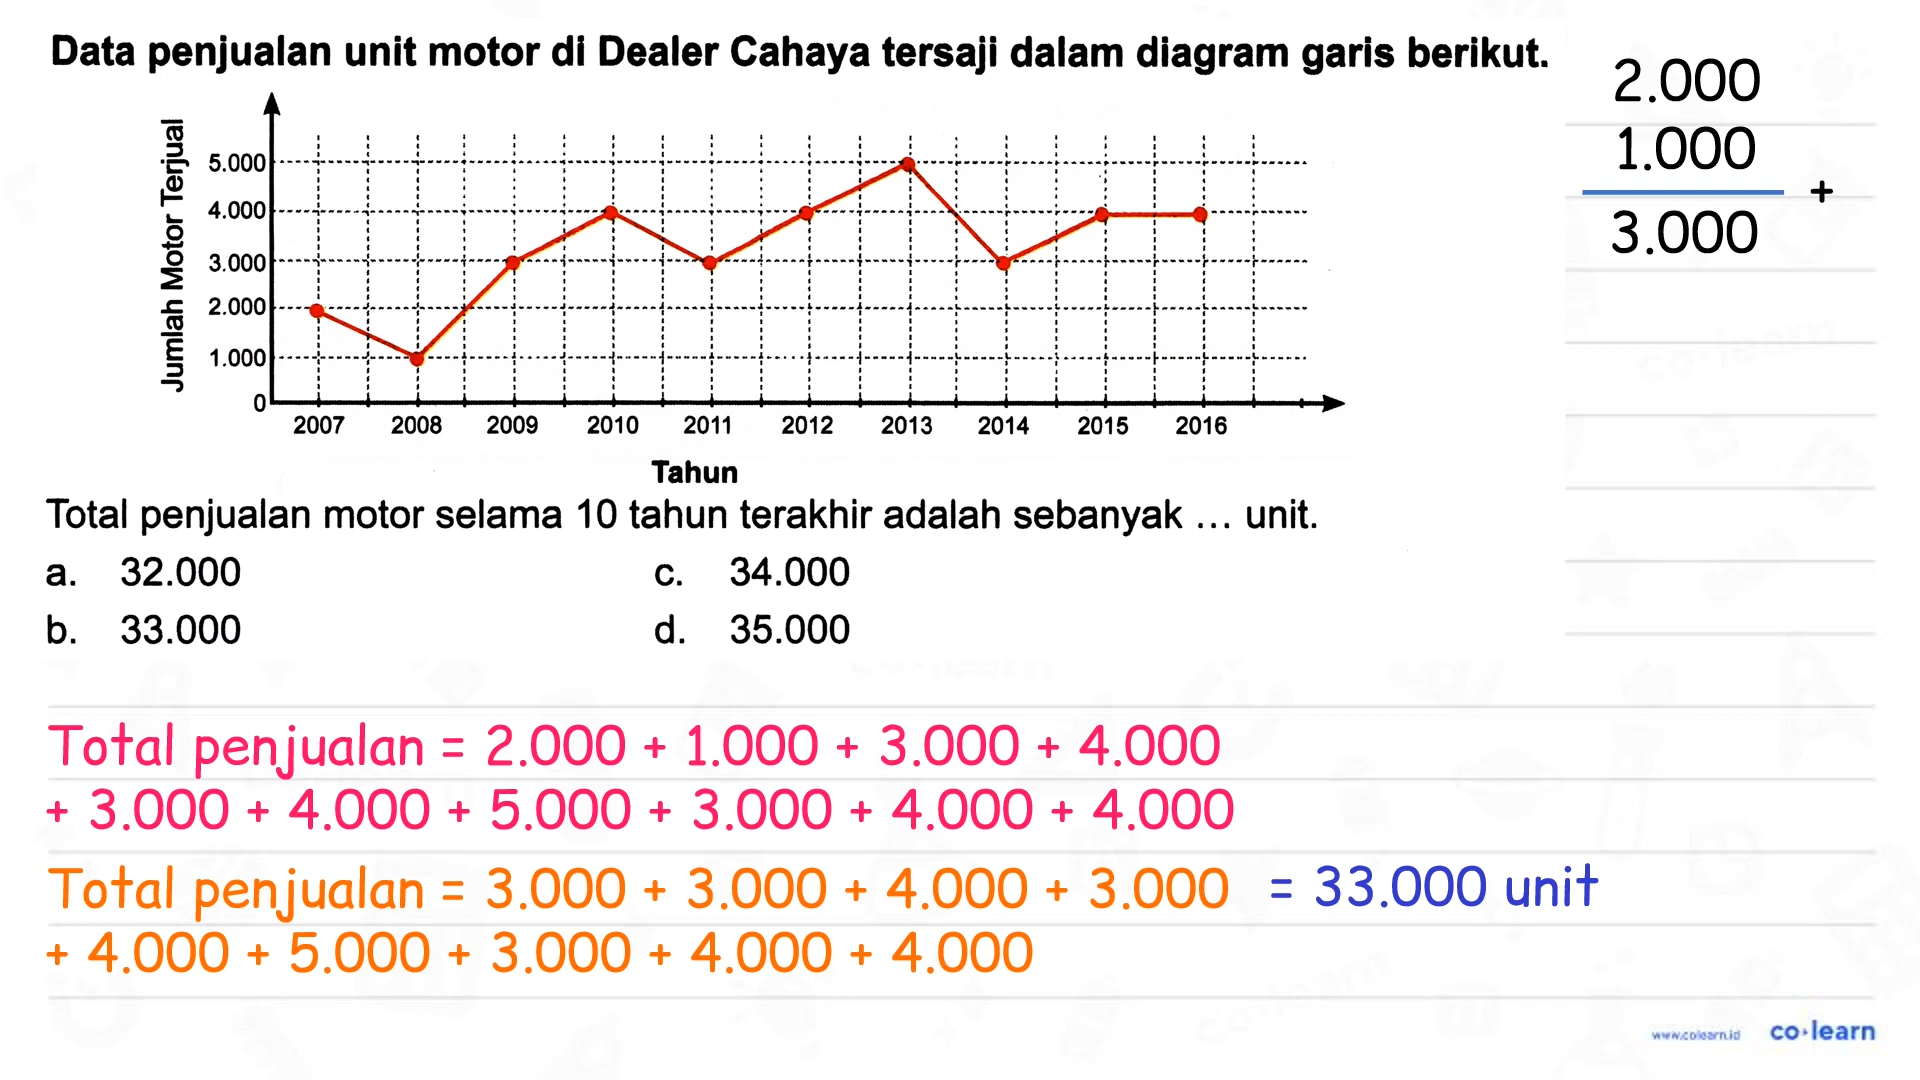 Data penjualan unit motor di Dealer Cahaya tersaji dalam diagram garis berikut.
Jumlah Motor Terjual
5.000
4.000
3.000
2.000
1.000
0
2007 2008 2009 2010 2011 2012 2013 2014 2015 2016
Tahun
Total penjualan motor selama 10 tahun terakhir adalah sebanyak ... unit.
a. 32.000 c. 34.000
b. 33.000 d. 35.000
2.000
1.000
+
3.000
Total penjualan = 2.000 + 1.000 + 3.000 + 4.000
+ 3.000 + 4.000 + 5.000 + 3.000 + 4.000 + 4.000
Total penjualan = 3.000 + 3.000 + 4.000 + 3.000 = 33.000 unit
+ 4.000 + 5.000 + 3.000 + 4.000 + 4.000
www.colearn.id co·learn